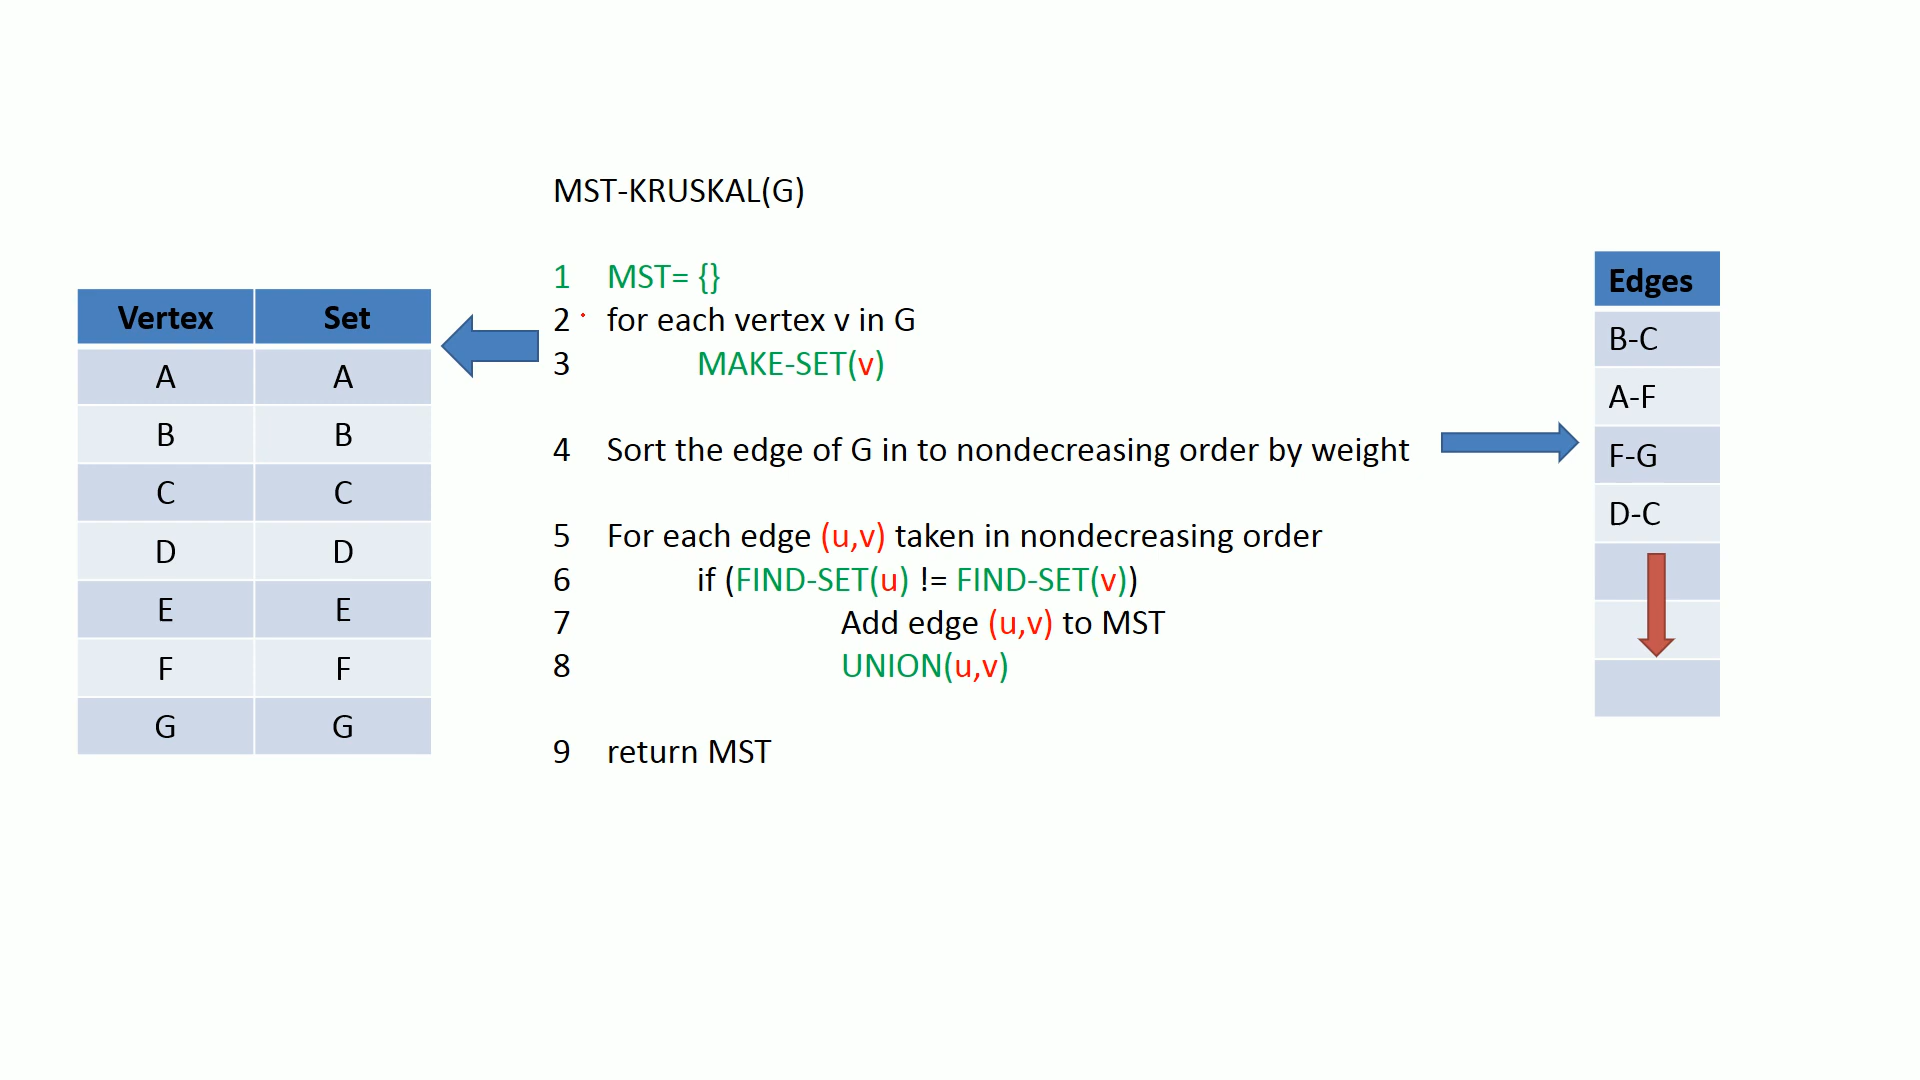 MST-KRUSKAL(G)
1 MST= {}
2 for each vertex v in G
3 MAKE-SET(v)
4 Sort the edge of G in to nondecreasing order by weight
5 For each edge (u,v) taken in nondecreasing order
6 if (FIND-SET(u) != FIND-SET(v))
7 Add edge (u,v) to MST
8 UNION(u,v)
9 return MST
Vertex Set
A A
B B
C C
D D
E E
F F
G G
Edges
B-C
A-F
F-G
D-C